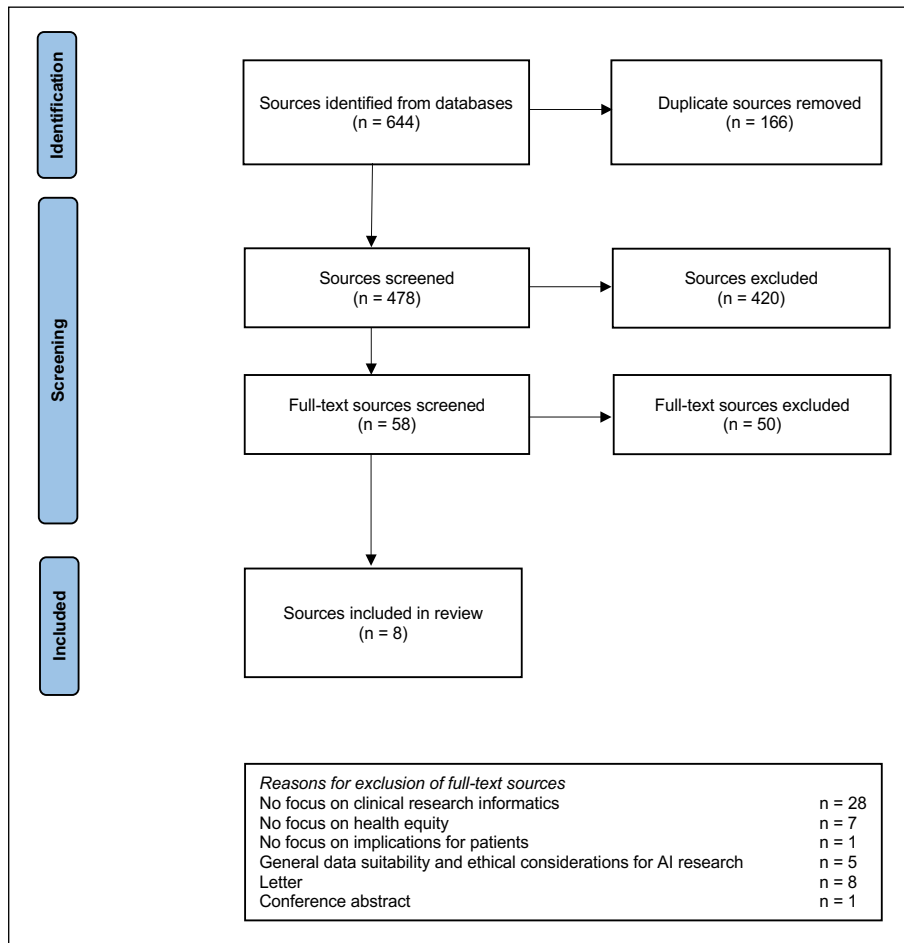 Identification
Sources identified from databases
(n = 644)
Duplicate sources removed
(n = 166)
Screening
Sources screened
(n = 478)
Sources excluded
(n = 420)
Full-text sources screened
(n = 58)
Full-text sources excluded
(n = 50)
Included
Sources included in review
(n = 8)
Reasons for exclusion of full-text sources
No focus on clinical research informatics n = 28
No focus on health equity n = 7
No focus on implications for patients n = 1
General data suitability and ethical considerations for AI research n = 5
Letter n = 8
Conference abstract n = 1